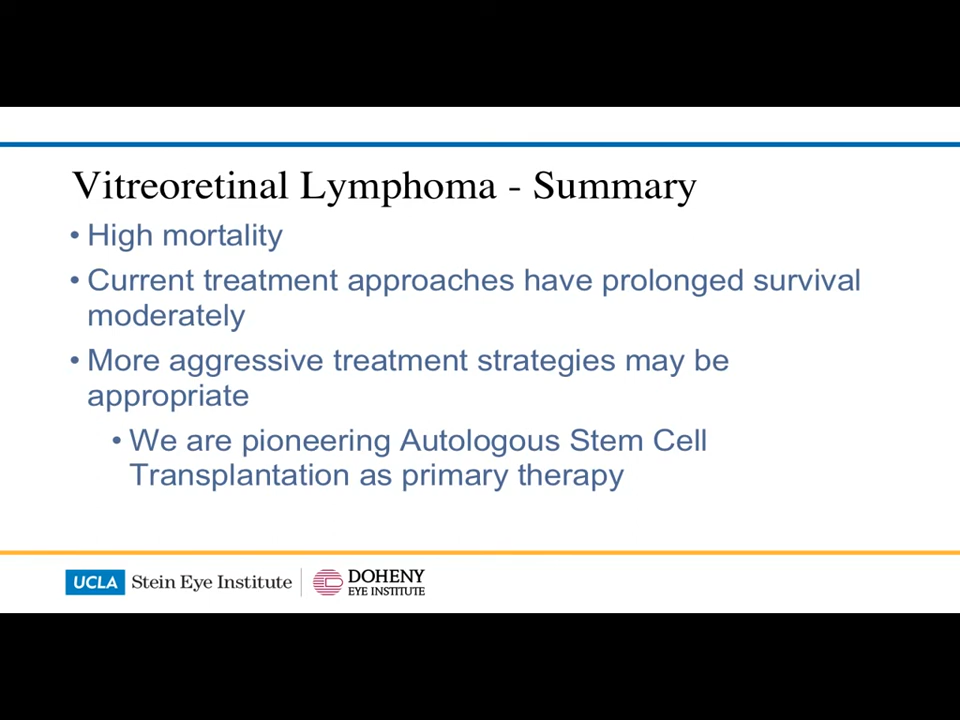 Vitreoretinal Lymphoma - Summary
• High mortality
• Current treatment approaches have prolonged survival
moderately
• More aggressive treatment strategies may be
appropriate
• We are pioneering Autologous Stem Cell
Transplantation as primary therapy
UCLA Stein Eye Institute
DOHENY
EYE INSTITUTE